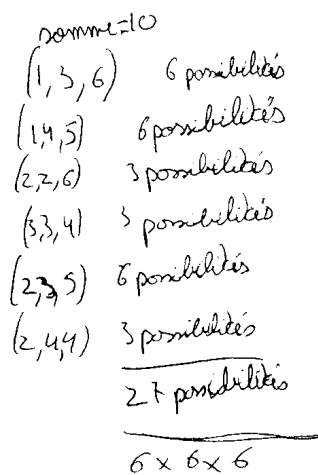 somme=10
(1,3,6) 6 possibilités
(1,4,5) 6 possibilités
(2,2,6) 3 possibilités
(3,3,4) 3 possibilités
(2,3,5) 6 possibilités
(2,4,4) 3 possibilités
27 possibilités
6 x 6 x 6